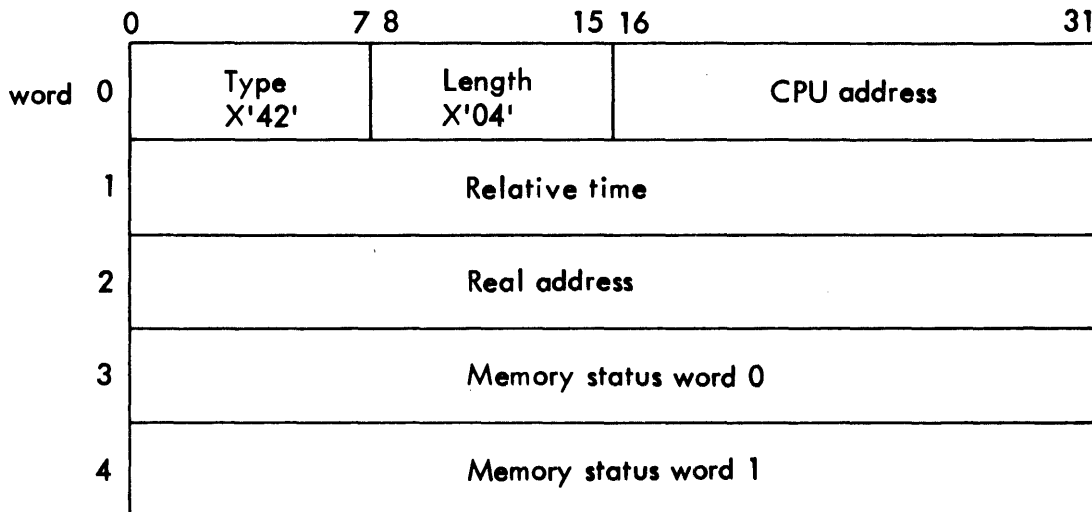 0 7 8 15 16 31
word 0 Type Length CPU address
X'42' X'04'
1 Relative time
2 Real address
3 Memory status word 0
4 Memory status word 1